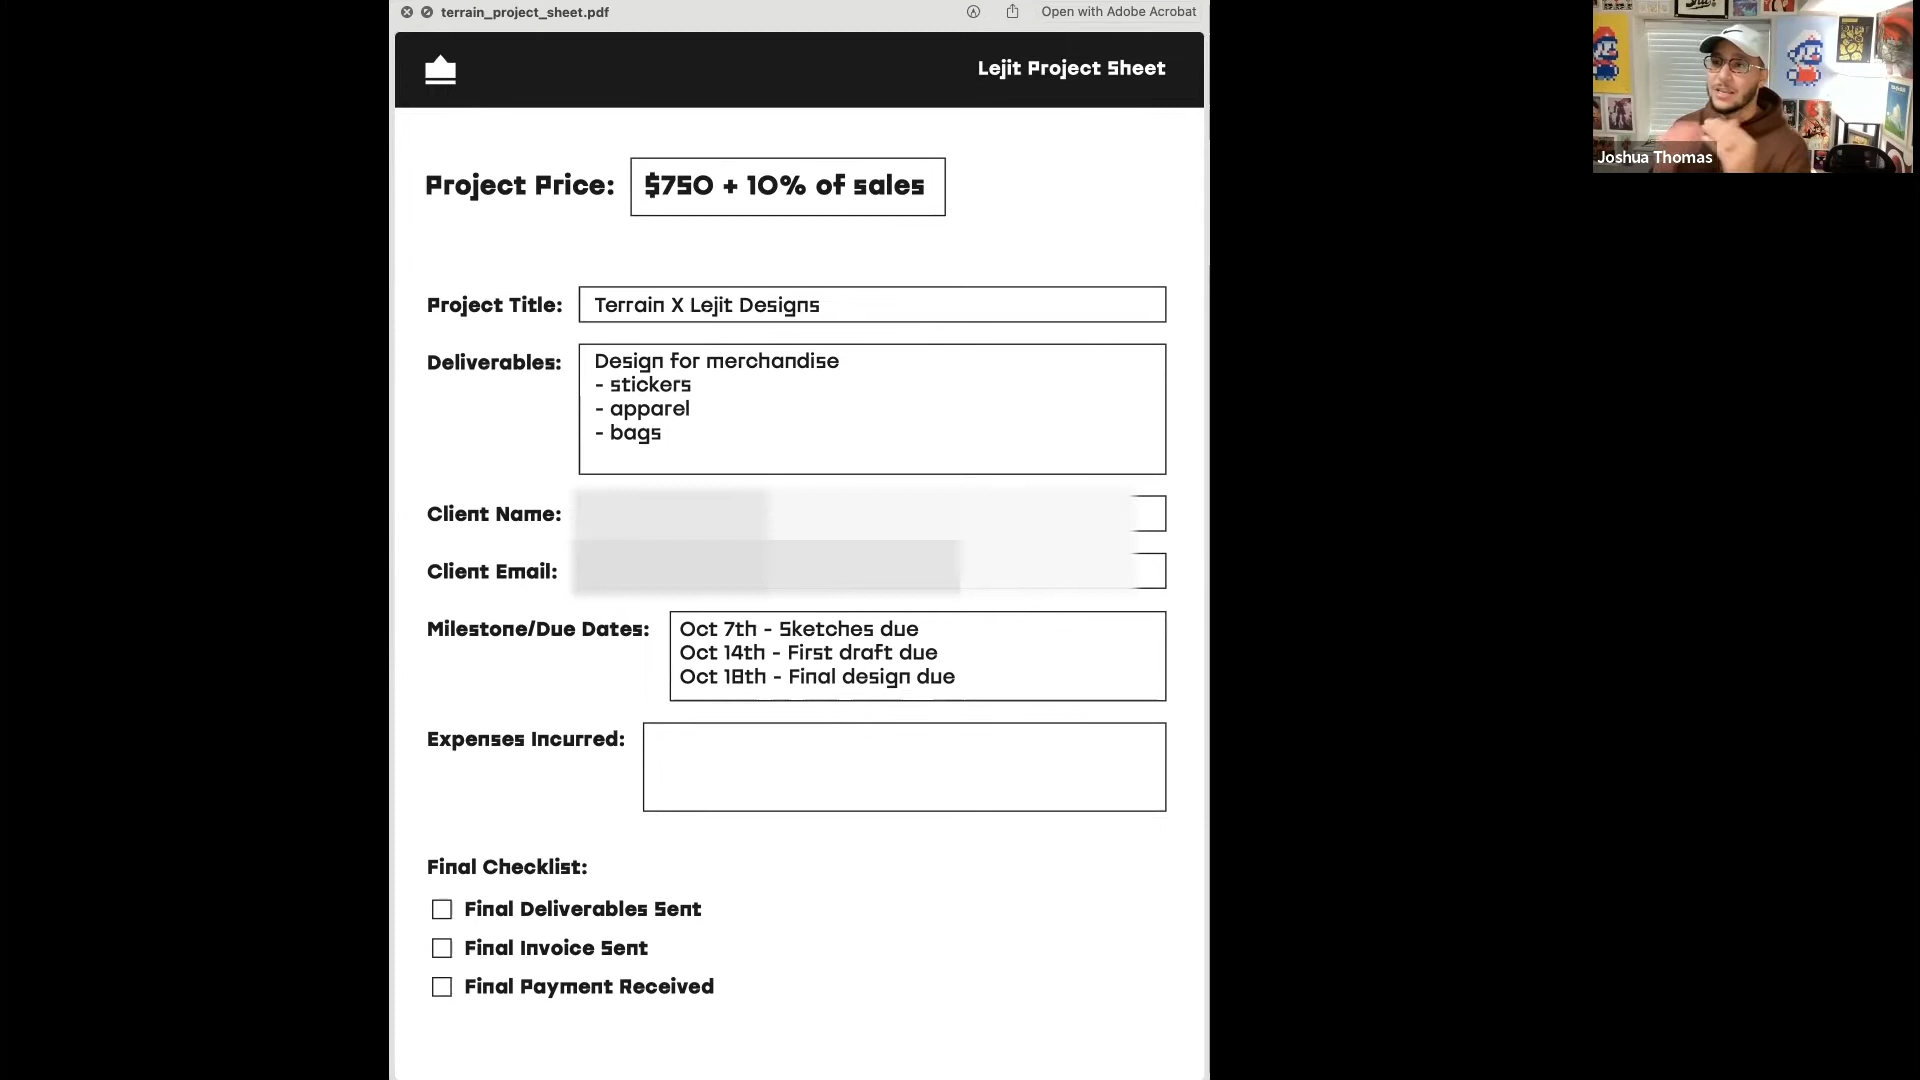 terrain_project_sheet.pdf
Open with Adobe Acrobat
Lejit Project Sheet
Joshua Thomas
Project Price: $750 + 10% of sales
Project Title: Terrain X Lejit Designs
Deliverables: Design for merchandise
- stickers
- apparel
- bags
Client Name:
Client Email:
Milestone/Due Dates: Oct 7th - Sketches due
Oct 14th - First draft due
Oct 18th - Final design due
Expenses Incurred:
Final Checklist:
Final Deliverables Sent
Final Invoice Sent
Final Payment Received